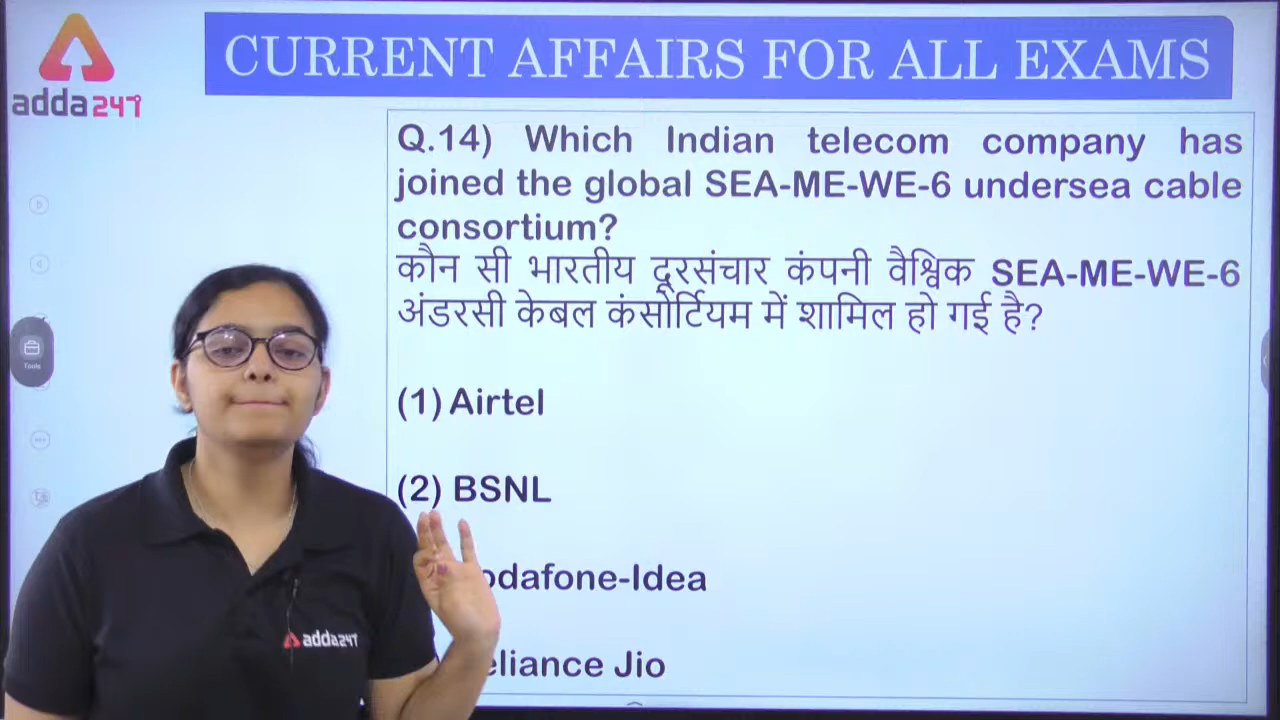 adda247
CURRENT AFFAIRS FOR ALL EXAMS
Q.14) Which Indian telecom company has
joined the global SEA-ME-WE-6 undersea cable
consortium?
कौन सी भारतीय दूरसंचार कंपनी वैश्विक SEA-ME-WE-6
अंडरसी केबल कंसोर्टियम में शामिल हो गई है?
(1) Airtel
(2) BSNL
odafone-Idea
eliance Jio
Tools
adda247